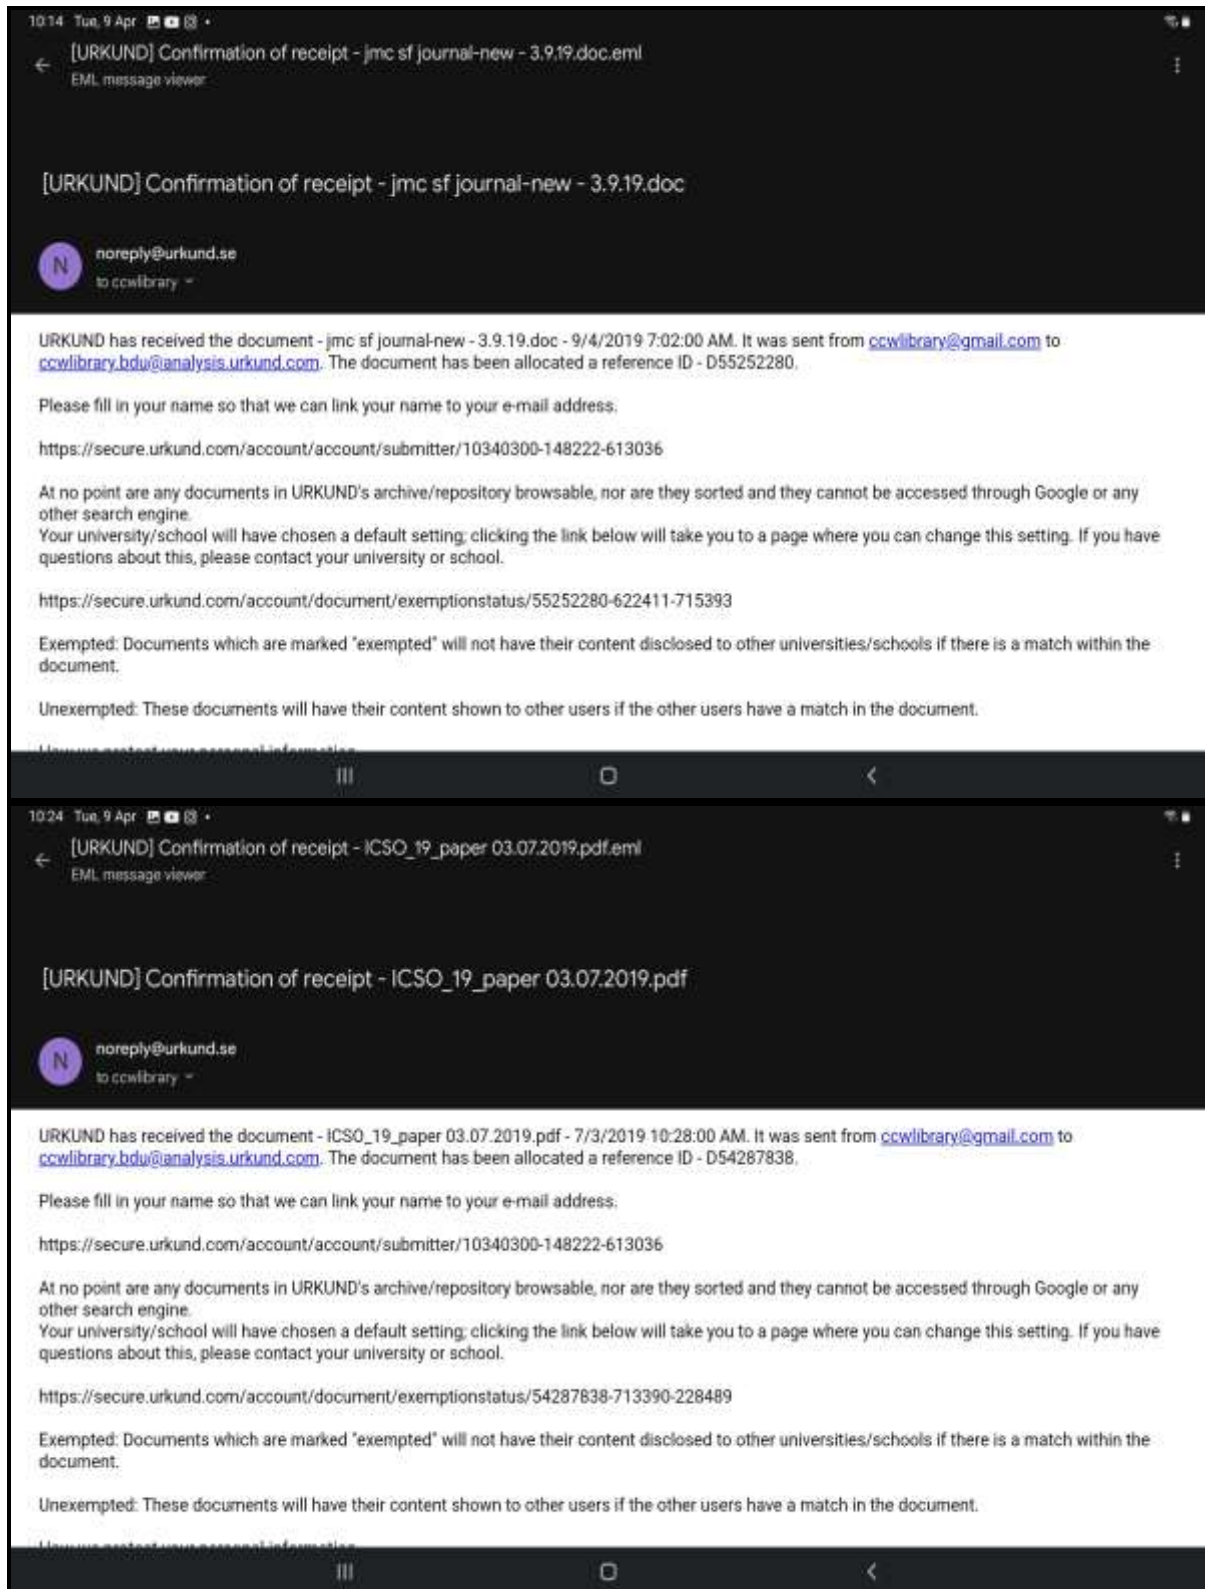 10:14 Tue, 9 Apr
[URKUND] Confirmation of receipt - jmc sf journal-new - 3.9.19.doc.eml
EML message viewer
[URKUND] Confirmation of receipt - jmc sf journal-new - 3.9.19.doc
N
noreply@urkund.se
to ccwlibrary
URKUND has received the document - jmc sf journal-new - 3.9.19.doc - 9/4/2019 7:02:00 AM. It was sent from ccwlibrary@gmail.com to
ccwlibrary.bdu@analysis.urkund.com. The document has been allocated a reference ID - D55252280.
Please fill in your name so that we can link your name to your e-mail address.
https://secure.urkund.com/account/account/submitter/10340300-148222-613036
At no point are any documents in URKUND's archive/repository browsable, nor are they sorted and they cannot be accessed through Google or any
other search engine.
Your university/school will have chosen a default setting; clicking the link below will take you to a page where you can change this setting. If you have
questions about this, please contact your university or school.
https://secure.urkund.com/account/document/exemptionstatus/55252280-622411-715393
Exempted: Documents which are marked "exempted" will not have their content disclosed to other universities/schools if there is a match within the
document.
Unexempted: These documents will have their content shown to other users if the other users have a match in the document.
How we protect your personal information
10:24 Tue, 9 Apr
[URKUND] Confirmation of receipt - ICSO_19_paper 03.07.2019.pdf.eml
EML message viewer
[URKUND] Confirmation of receipt - ICSO_19_paper 03.07.2019.pdf
N
noreply@urkund.se
to ccwlibrary
URKUND has received the document - ICSO_19_paper 03.07.2019.pdf - 7/3/2019 10:28:00 AM. It was sent from ccwlibrary@gmail.com to
ccwlibrary.bdu@analysis.urkund.com. The document has been allocated a reference ID - D54287838.
Please fill in your name so that we can link your name to your e-mail address.
https://secure.urkund.com/account/account/submitter/10340300-148222-613036
At no point are any documents in URKUND's archive/repository browsable, nor are they sorted and they cannot be accessed through Google or any
other search engine.
Your university/school will have chosen a default setting; clicking the link below will take you to a page where you can change this setting. If you have
questions about this, please contact your university or school.
https://secure.urkund.com/account/document/exemptionstatus/54287838-713390-228489
Exempted: Documents which are marked "exempted" will not have their content disclosed to other universities/schools if there is a match within the
document.
Unexempted: These documents will have their content shown to other users if the other users have a match in the document.
How we protect your personal information